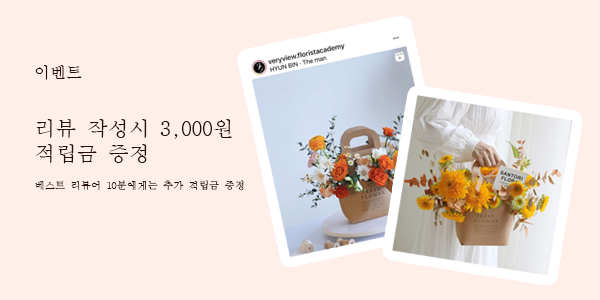 이벤트
리뷰 작성시 3,000원
적립금 증정
베스트 리뷰어 10분에게는 추가 적립금 증정
veryview.floristacademy
HYUN BIN · The man
FLOWER
SANTORI
FLOWER